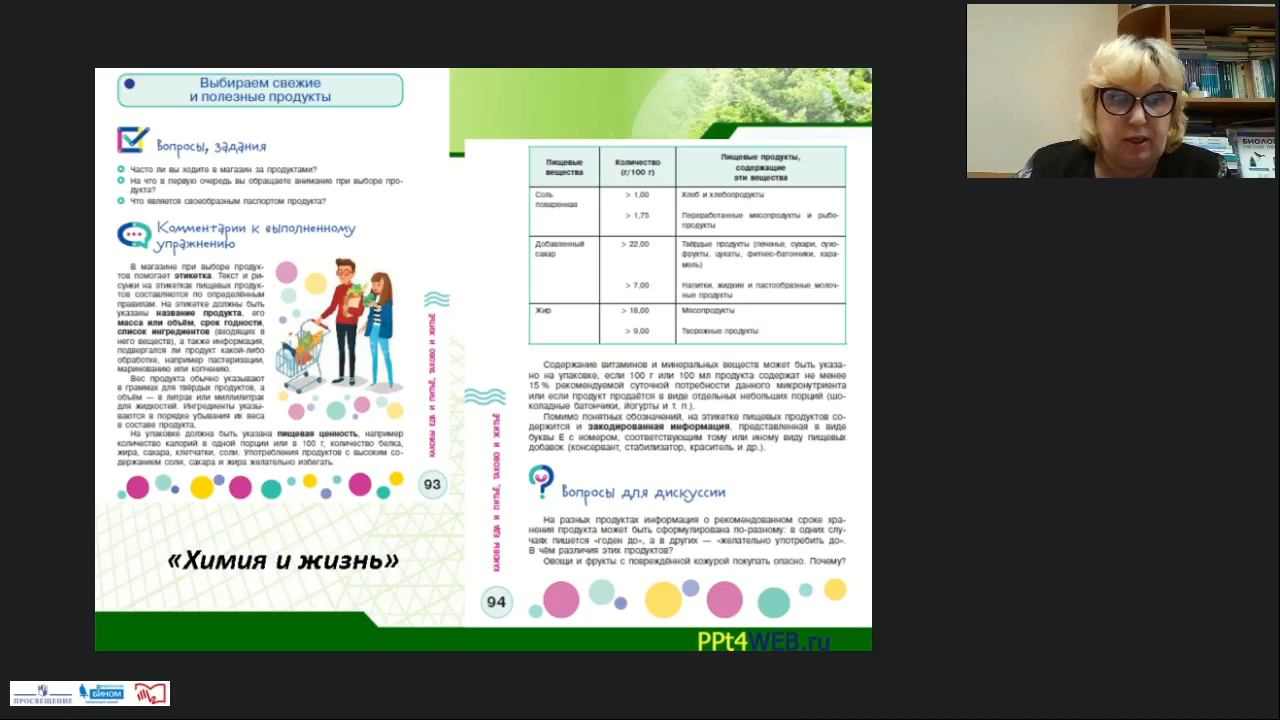 Выбираем свежие
и полезные продукты
Вопросы, задания
Часто ли вы ходите в магазин за продуктами?
На что в первую очередь вы обращаете внимание при выборе про-
дукта?
Что является своеобразным паспортом продукта?
Комментарии к выполненному
упражнению
В магазине при выборе продук-
тов помогает этикетка. Текст и ри-
сунки на этикетках пищевых продук-
тов составляются по определённым
правилам. На этикетке должны быть
указаны название продукта, его
масса или объём, срок годности,
список ингредиентов (входящих в
него веществ), а также информация,
подвергался ли продукт какой-либо
обработке, например пастеризации,
маринованию или копчению.
Вес продукта обычно указывают
в граммах для твёрдых продуктов, а
объём — в литрах или миллилитрах
для жидкостей. Ингредиенты указы-
ваются в порядке убывания их веса
в составе продукта.
На упаковке должна быть указана пищевая ценность, например
количество калорий в одной порции или в 100 г, количество белка,
жира, сахара, клетчатки, соли. Употребления продуктов с высоким со-
держанием соли, сахара и жира желательно избегать.
КАКОВЫ ЕДА И ПИТЬЁ, ТАКОВО И ЖИТЬЁ
93
«Химия и жизнь»
Пищевые
вещества
Количество
(г/100 г)
Пищевые продукты,
содержащие
эти вещества
Соль
поваренная
> 1,00
Хлеб и хлебопродукты
> 1,75
Переработанные мясопродукты и рыбо-
продукты
Добавленный
сахар
> 22,00
Твёрдые продукты (печенье, сухари, сухо-
фрукты, цукаты, фитнес-батончики, кара-
мель)
> 7,00
Напитки, жидкие и пастообразные молоч-
ные продукты
Жир
> 18,00
Мясопродукты
> 9,00
Творожные продукты
Содержание витаминов и минеральных веществ может быть указа-
но на упаковке, если 100 г или 100 мл продукта содержат не менее
15 % рекомендуемой суточной потребности данного микронутриента
или если продукт продаётся в виде отдельных небольших порций (шо-
коладные батончики, йогурты и т. п.).
Помимо понятных обозначений, на этикетке пищевых продуктов со-
держится и закодированная информация, представленная в виде
буквы Е с номером, соответствующим тому или иному виду пищевых
добавок (консервант, стабилизатор, краситель и др.).
Вопросы для дискуссии
На разных продуктах информация о рекомендованном сроке хра-
нения продукта может быть сформулирована по-разному: в одних слу-
чаях пишется «годен до», а в других — «желательно употребить до».
В чём различия этих продуктов?
Овощи и фрукты с повреждённой кожурой покупать опасно. Почему?
КАКОВЫ ЕДА И ПИТЬЁ, ТАКОВО И ЖИТЬЁ
94
PPt4WEB.ru
ПРОСВЕЩЕНИЕ
БИНОМ